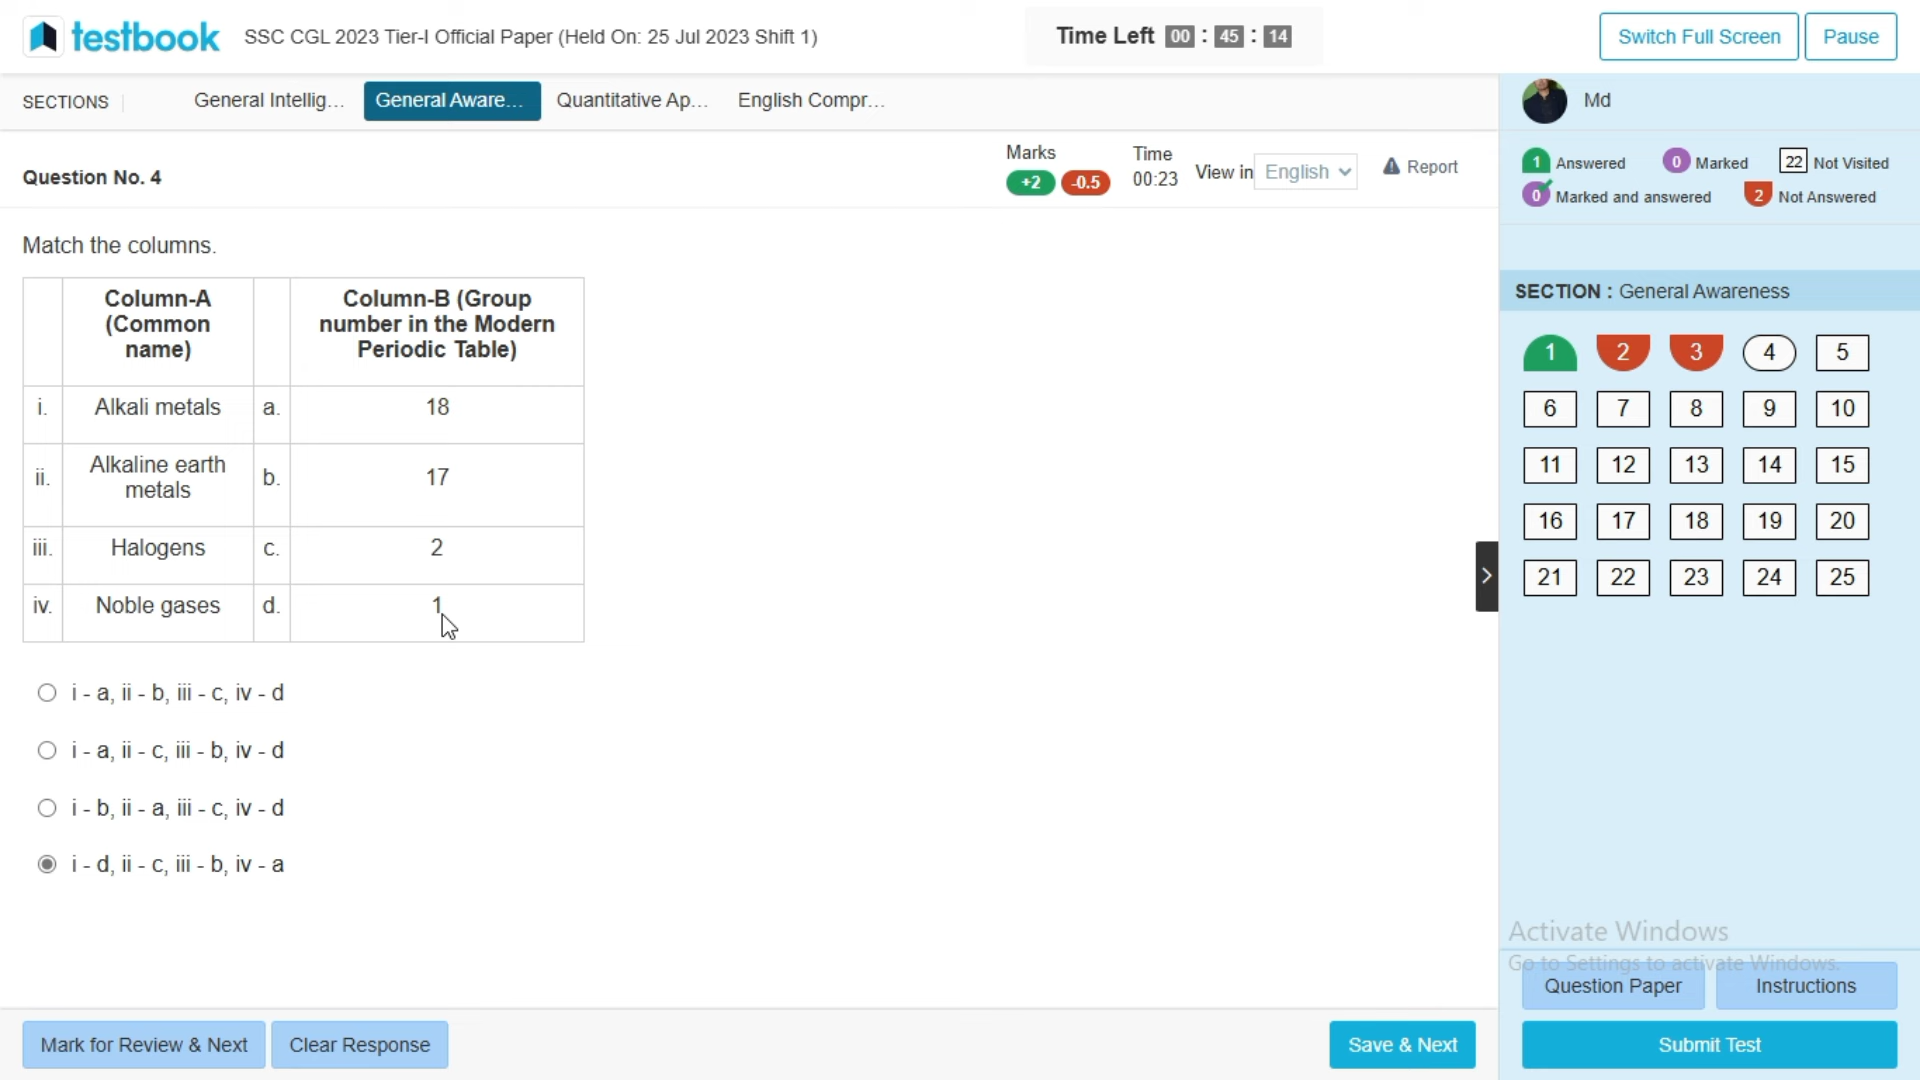 testbook
SSC CGL 2023 Tier-I Official Paper (Held On: 25 Jul 2023 Shift 1)
Time Left 00 : 45 : 14
Switch Full Screen
Pause
SECTIONS
General Intellig...
General Aware...
Quantitative Ap...
English Compr...
Md
Question No. 4
Marks
+2 -0.5
Time
00:23
View in English
Report
1 Answered
0 Marked
22 Not Visited
0 Marked and answered
2 Not Answered
Match the columns.
Column-A
(Common
name)
Column-B (Group
number in the Modern
Periodic Table)
i. Alkali metals a. 18
ii. Alkaline earth
metals b. 17
iii. Halogens c. 2
iv. Noble gases d. 1
i - a, ii - b, iii - c, iv - d
i - a, ii - c, iii - b, iv - d
i - b, ii - a, iii - c, iv - d
i - d, ii - c, iii - b, iv - a
SECTION : General Awareness
1 2 3 4 5
6 7 8 9 10
11 12 13 14 15
16 17 18 19 20
21 22 23 24 25
Activate Windows
Go to Settings to activate Windows.
Question Paper
Instructions
Mark for Review & Next
Clear Response
Save & Next
Submit Test